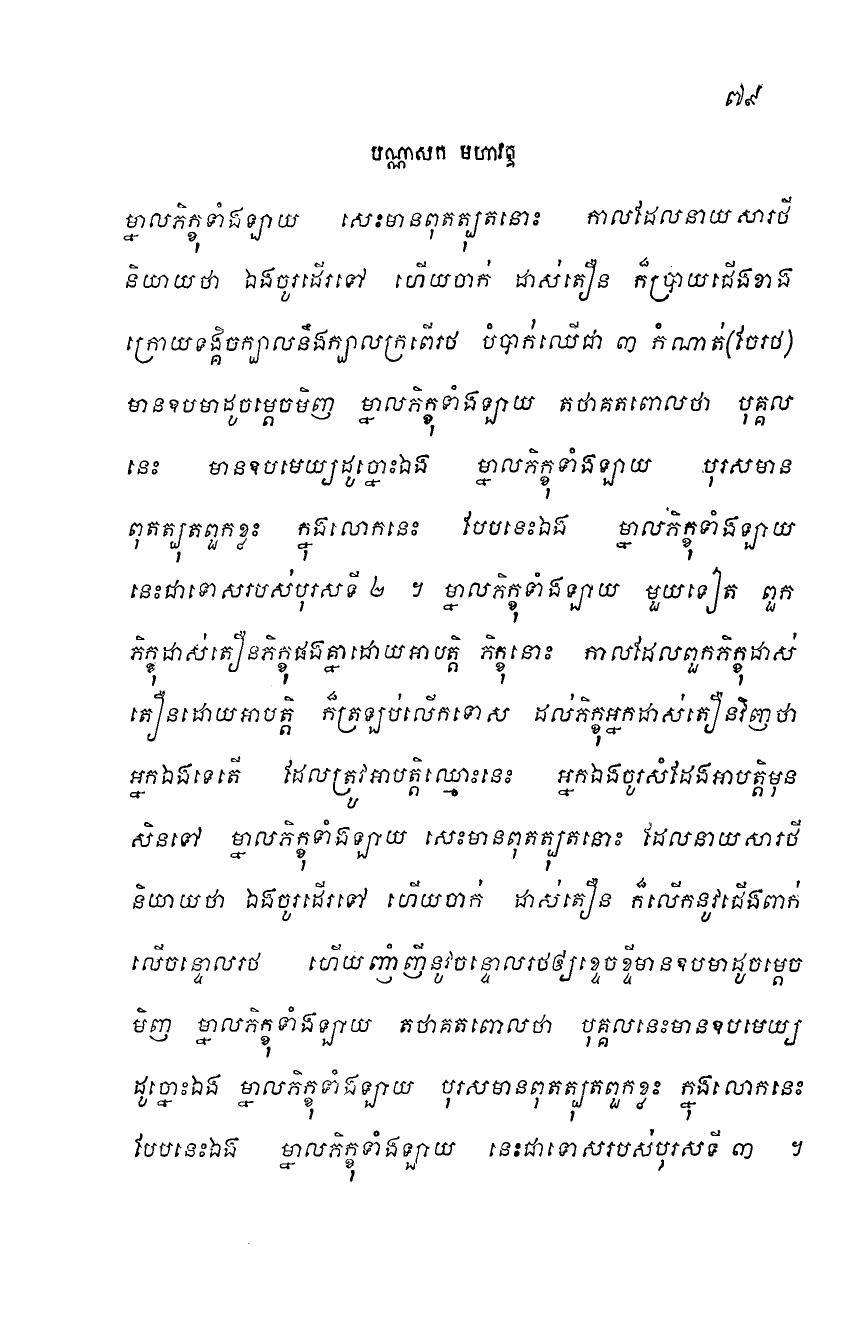 ៧៩
បណ្ណាសក មហាវគ្គ
ម្នាលភិក្ខុទាំងឡាយ សេះមានពុតត្បុតនោះ កាលដែលនាយសារថី
និយាយថា ឯងចូរដើរទៅ ហើយចាក់ ដាស់តឿន ក៏ប្រាយជើងខាង
ក្រោយទង្គិចក្បាលនឹងក្បាលក្រពើរថ បំបាក់ឈើជា ៣ កំណាត់(ចែរថ)
មានឧបមាដូចម្តេចមិញ ម្នាលភិក្ខុទាំងឡាយ តថាគតពោលថា បុគ្គល
នេះ មានឧបមេយ្យដូច្នោះឯង ម្នាលភិក្ខុទាំងឡាយ បុរសមាន
ពុតត្បុតពួកខ្លះ ក្នុងលោកនេះ បែបនេះឯង ម្នាលភិក្ខុទាំងឡាយ
នេះជាទោសរបស់បុរសទី ២ ។ ម្នាលភិក្ខុទាំងឡាយ មួយទៀត ពួក
ភិក្ខុដាស់តឿនភិក្ខុផងគ្នាដោយអាបត្តិ ភិក្ខុនោះ កាលដែលពួកភិក្ខុដាស់
តឿនដោយអាបត្តិ ក៏ត្រឡប់លើកទោស ដល់ភិក្ខុអ្នកដាស់តឿនវិញថា
អ្នកឯងទេតើ ដែលត្រូវអាបត្តិឈ្មោះនេះ អ្នកឯងចូរសំដែងអាបត្តិមុន
សិនទៅ ម្នាលភិក្ខុទាំងឡាយ សេះមានពុតត្បុតនោះ ដែលនាយសារថី
និយាយថា ឯងចូរដើរទៅ ហើយចាក់ ដាស់តឿន ក៏លើកនូវជើងពាក់
លើចន្ទោលរថ ហើយញាំញីនូវចន្ទោលរថឲ្យខ្ទេចខ្ទីមានឧបមាដូចម្តេច
មិញ ម្នាលភិក្ខុទាំងឡាយ តថាគតពោលថា បុគ្គលនេះមានឧបមេយ្យ
ដូច្នោះឯង ម្នាលភិក្ខុទាំងឡាយ បុរសមានពុតត្បុតពួកខ្លះ ក្នុងលោកនេះ
បែបនេះឯង ម្នាលភិក្ខុទាំងឡាយ នេះជាទោសរបស់បុរសទី ៣ ។